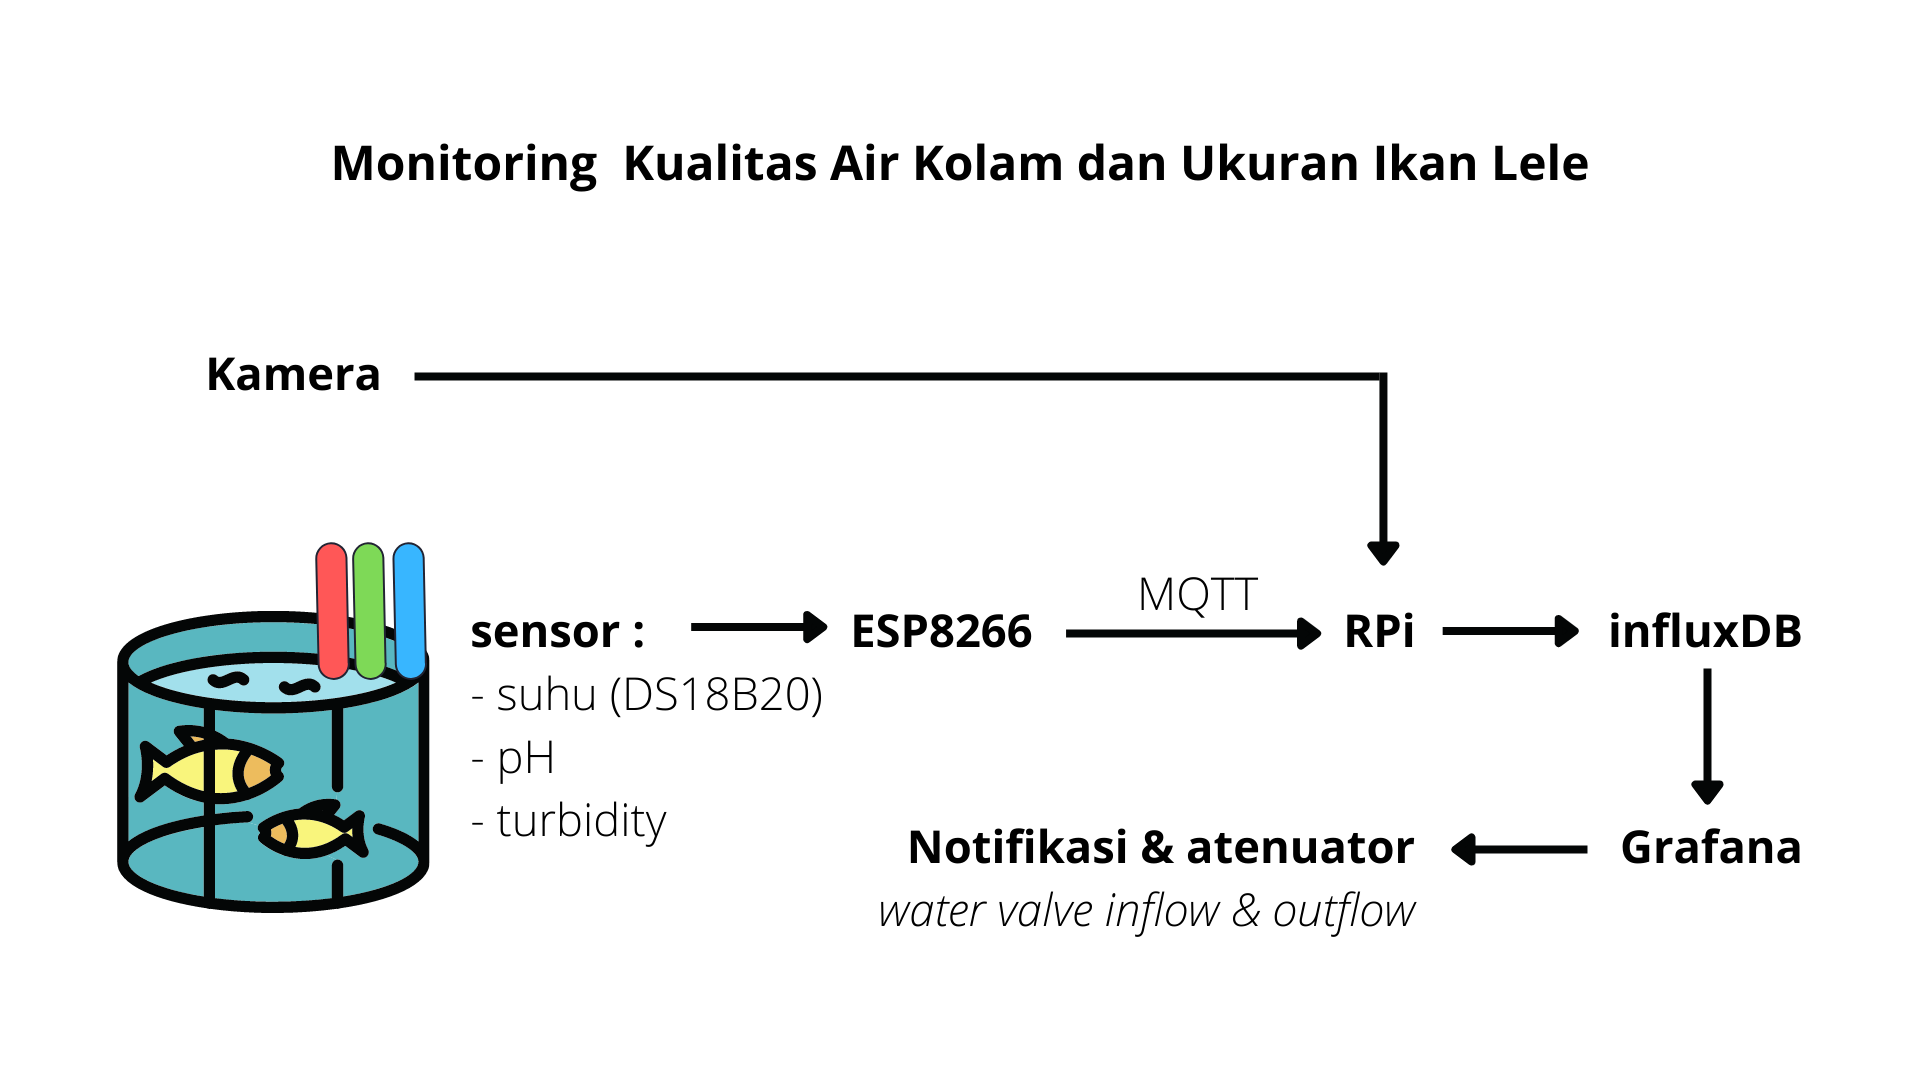 Monitoring  Kualitas Air Kolam dan Ukuran Ikan Lele
Kamera
sensor :
- suhu (DS18B20)
- pH
- turbidity
ESP8266
MQTT
RPi
influxDB
Grafana
Notifikasi & atenuator
water valve inflow & outflow